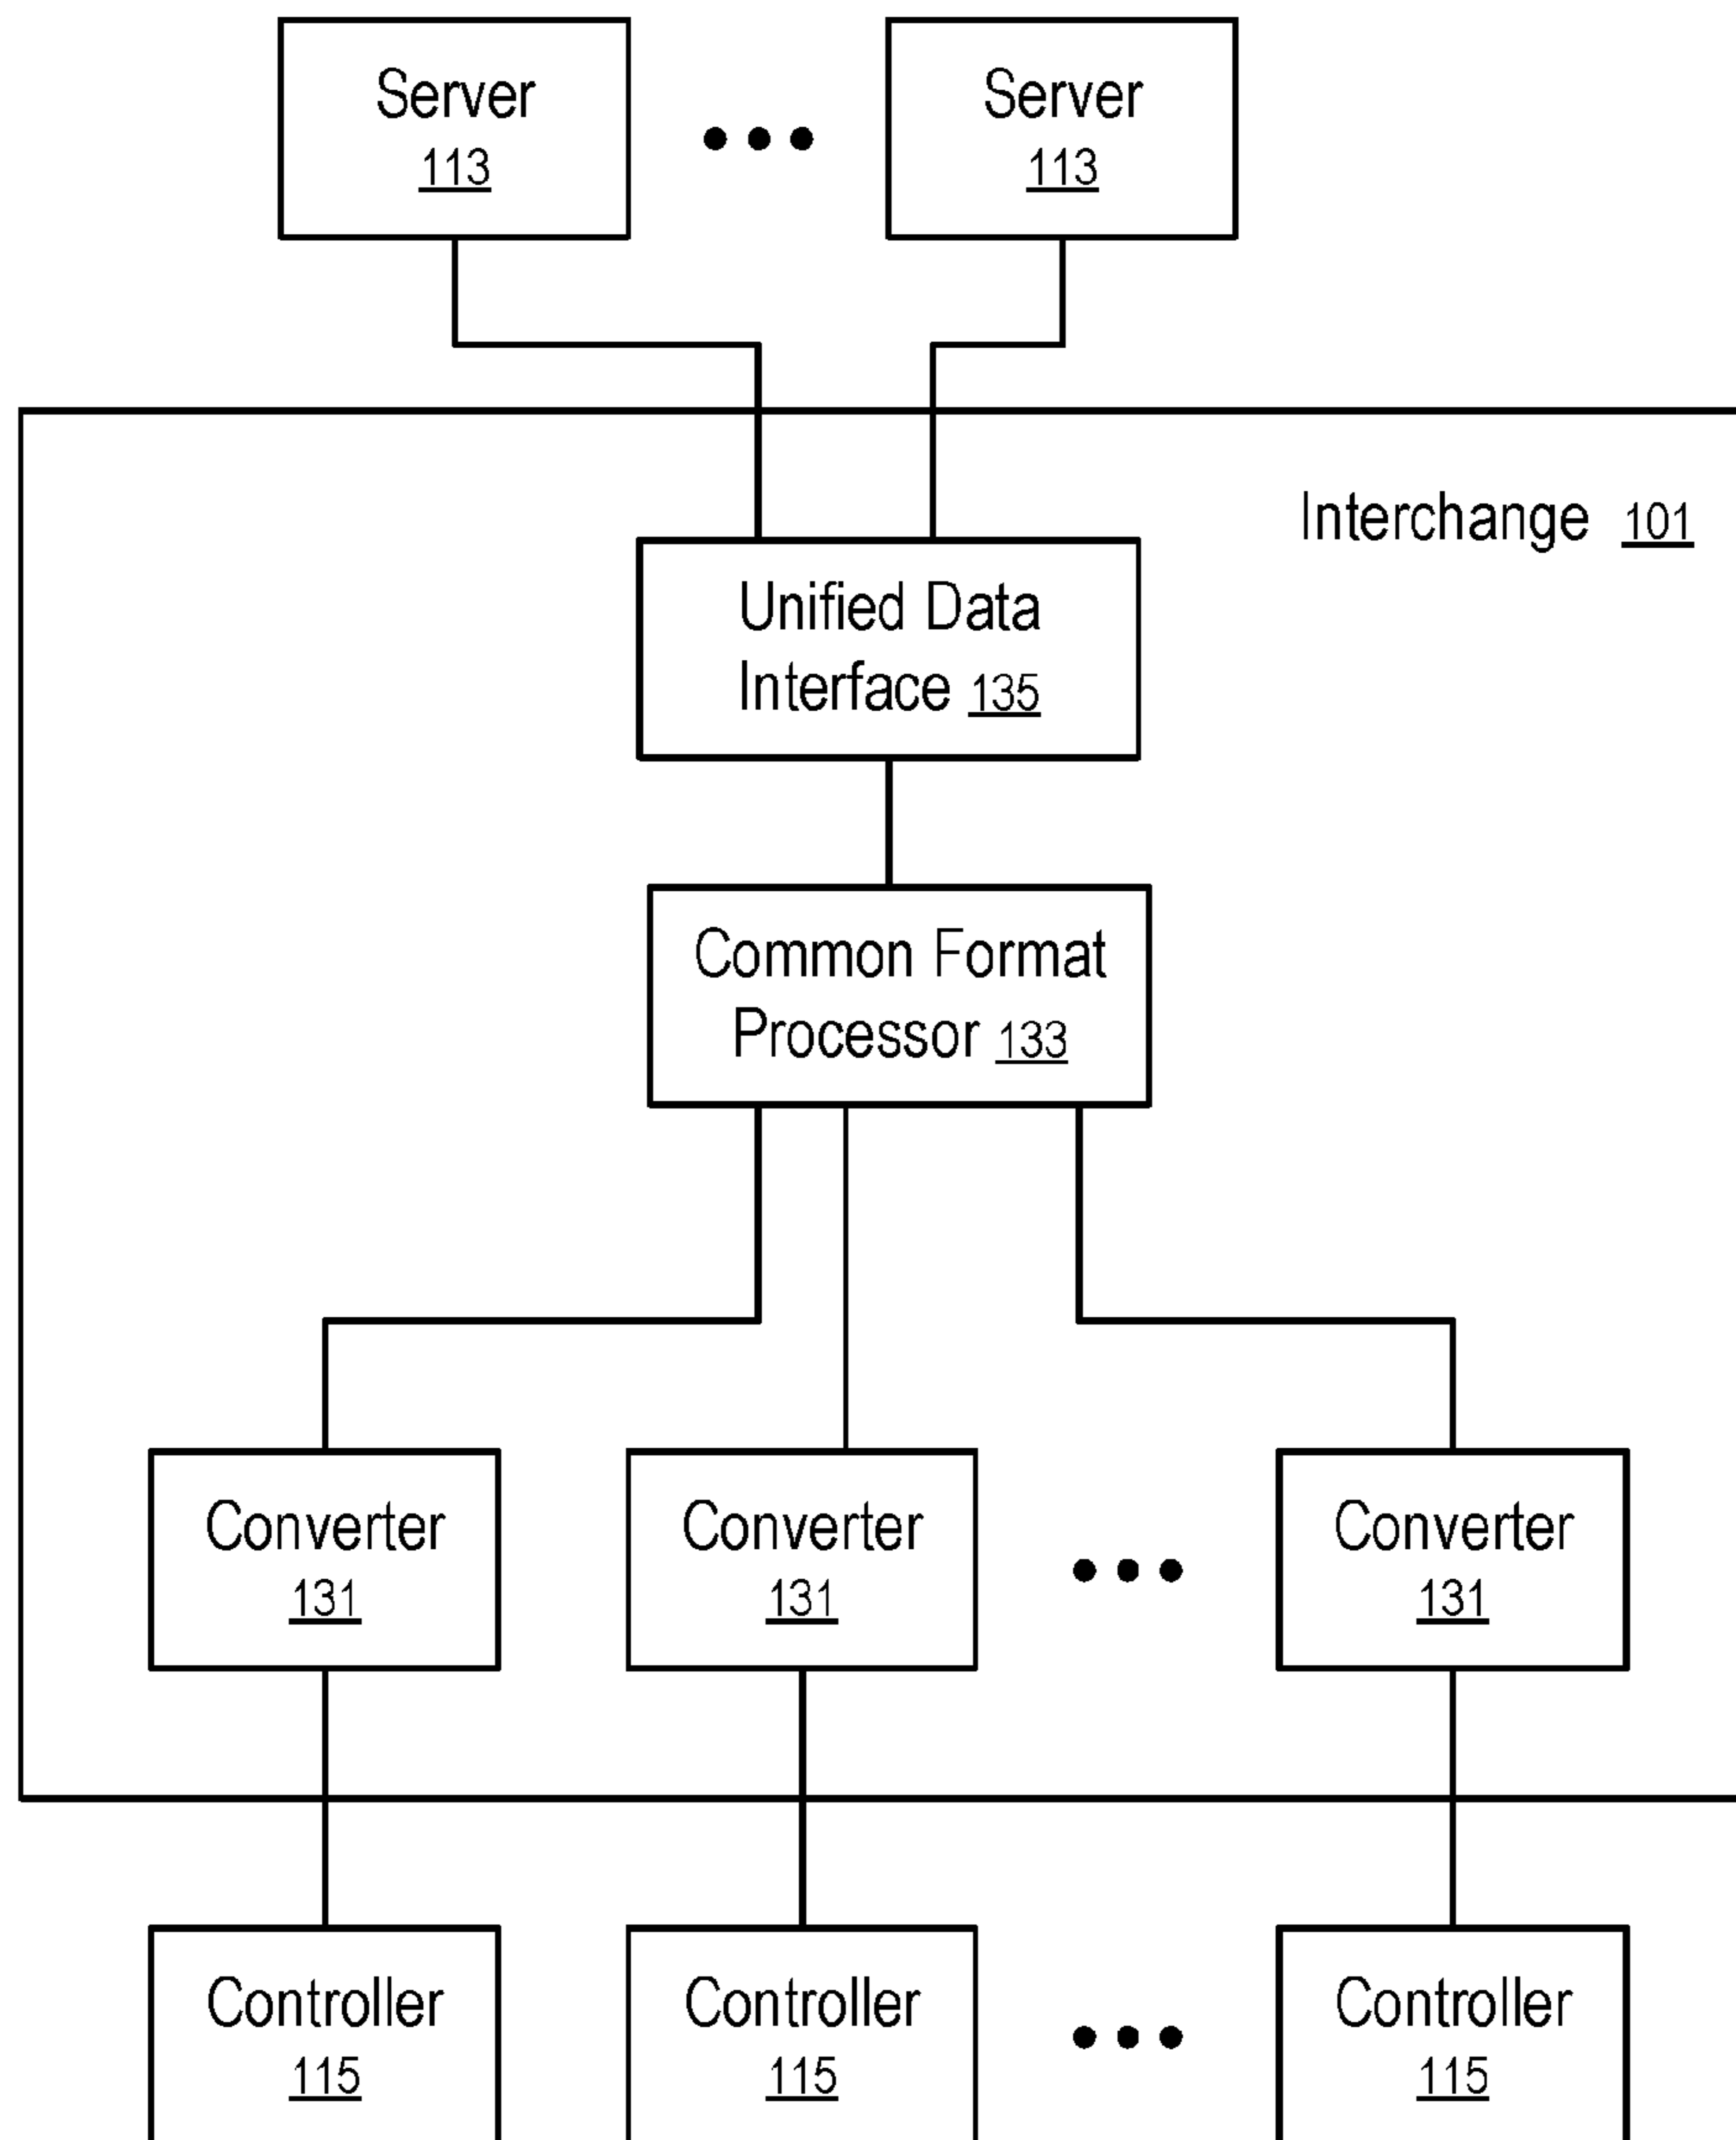 Server
113
Server
113
Interchange 101
Unified Data
Interface 135
Common Format
Processor 133
Converter
131
Converter
131
Converter
131
Controller
115
Controller
115
Controller
115